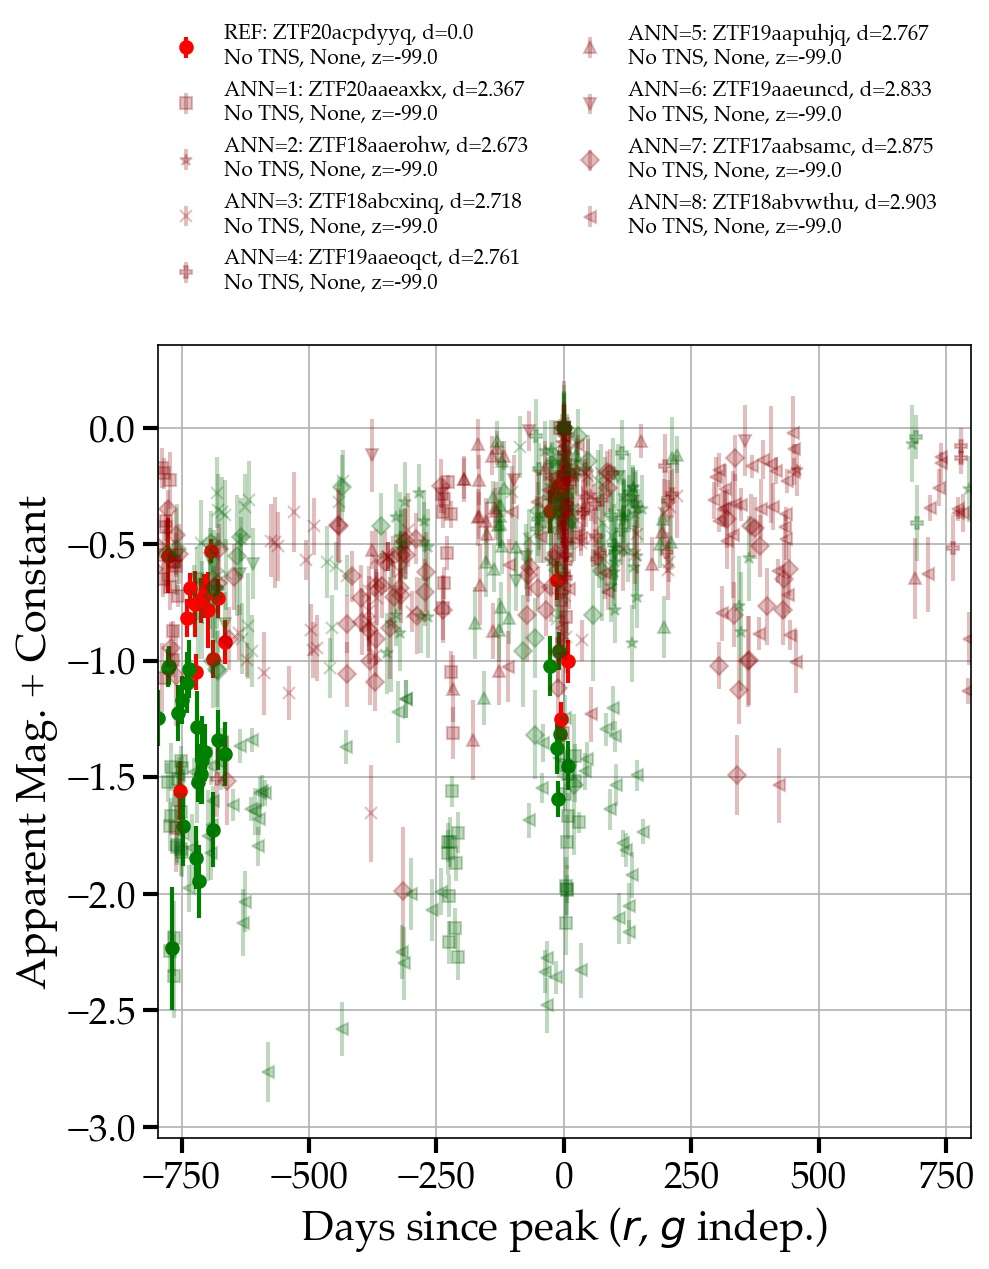 REF: ZTF20acpdyyq, d=0.0
No TNS, None, z=-99.0
ANN=1: ZTF20aaeaxkx, d=2.367
No TNS, None, z=-99.0
ANN=2: ZTF18aaerohw, d=2.673
No TNS, None, z=-99.0
ANN=3: ZTF18abcxinq, d=2.718
No TNS, None, z=-99.0
ANN=4: ZTF19aaeoqct, d=2.761
No TNS, None, z=-99.0
ANN=5: ZTF19aapuhjq, d=2.767
No TNS, None, z=-99.0
ANN=6: ZTF19aaeuncd, d=2.833
No TNS, None, z=-99.0
ANN=7: ZTF17aabsamc, d=2.875
No TNS, None, z=-99.0
ANN=8: ZTF18abvwthu, d=2.903
No TNS, None, z=-99.0
Apparent Mag. + Constant
0.0
−0.5
−1.0
−1.5
−2.0
−2.5
−3.0
−750 −500 −250 0 250 500 750
Days since peak (r, g indep.)